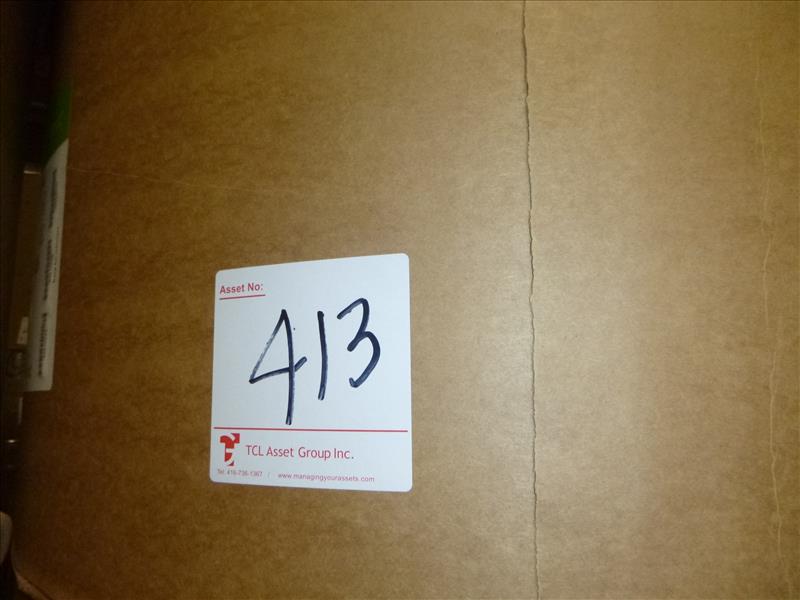 Asset No:
413
TCL Asset Group Inc.
Tel: 416-736-1367 / www.managingyourassets.com